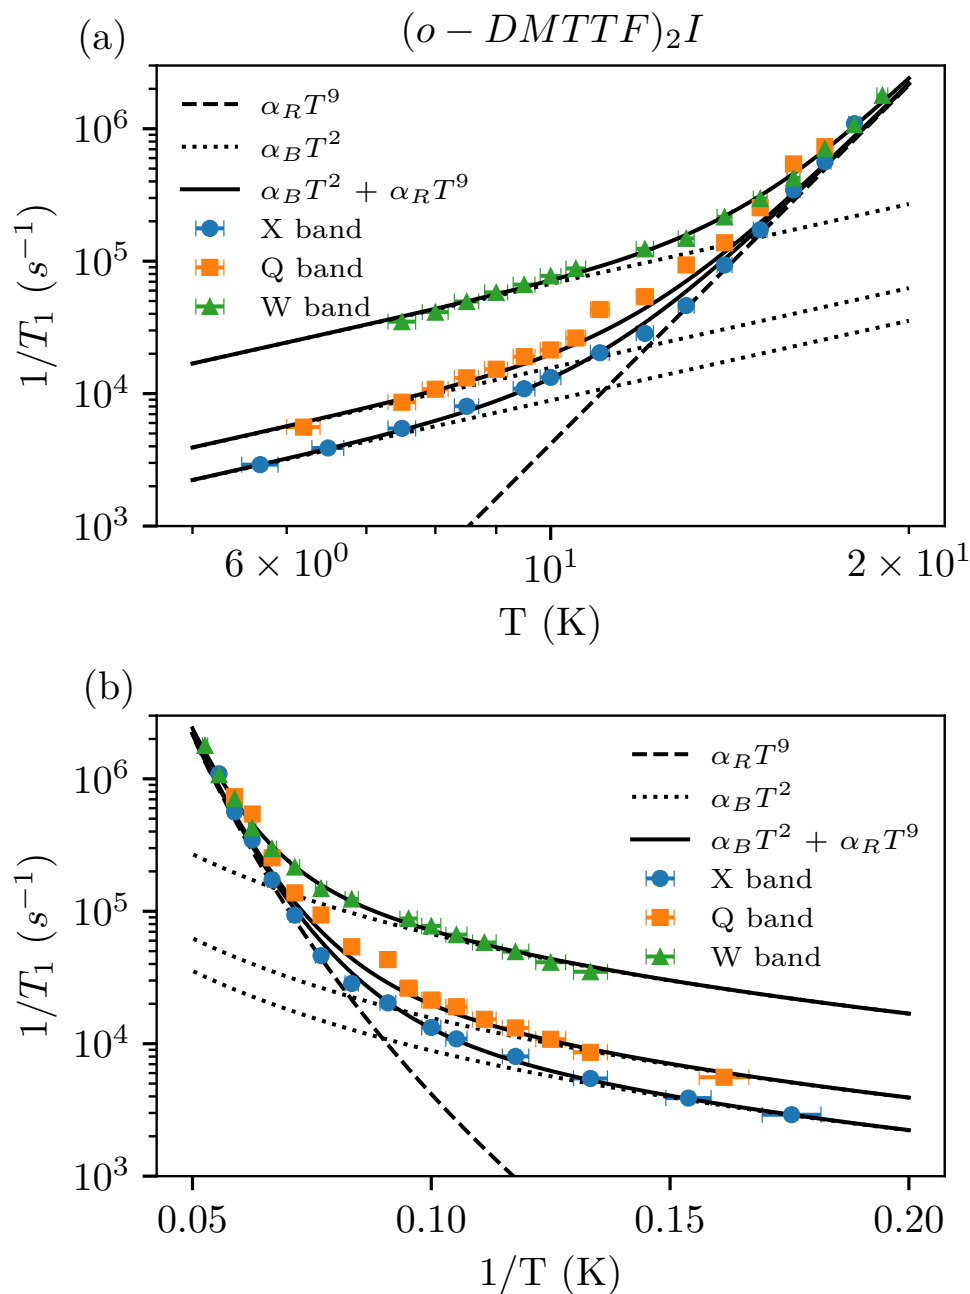 (a)
(o − DMTTF)₂I
α_R T⁹
α_B T²
α_B T² + α_R T⁹
X band
Q band
W band
10⁶
10⁵
10⁴
10³
1/T₁ (s⁻¹)
6 × 10⁰
10¹
2 × 10¹
T (K)
(b)
α_R T⁹
α_B T²
α_B T² + α_R T⁹
X band
Q band
W band
10⁶
10⁵
10⁴
10³
1/T₁ (s⁻¹)
0.05
0.10
0.15
0.20
1/T (K)